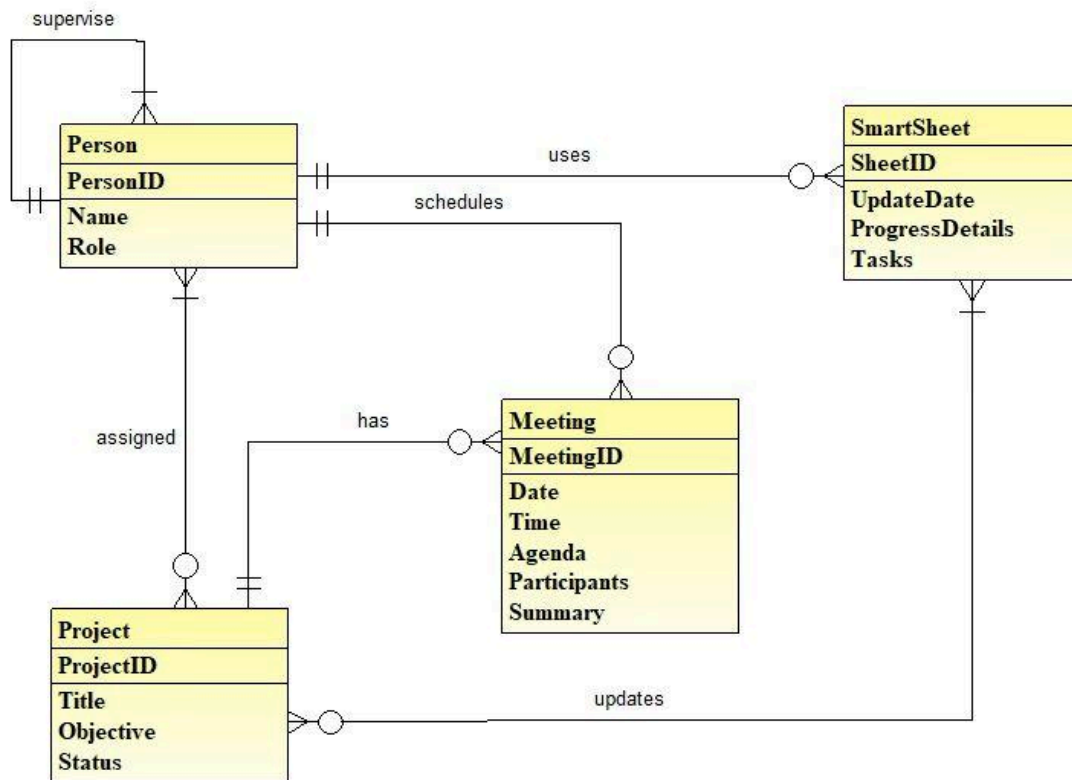 supervise
Person
PersonID
Name
Role
uses
schedules
SmartSheet
SheetID
UpdateDate
ProgressDetails
Tasks
assigned
has
Meeting
MeetingID
Date
Time
Agenda
Participants
Summary
Project
ProjectID
Title
Objective
Status
updates